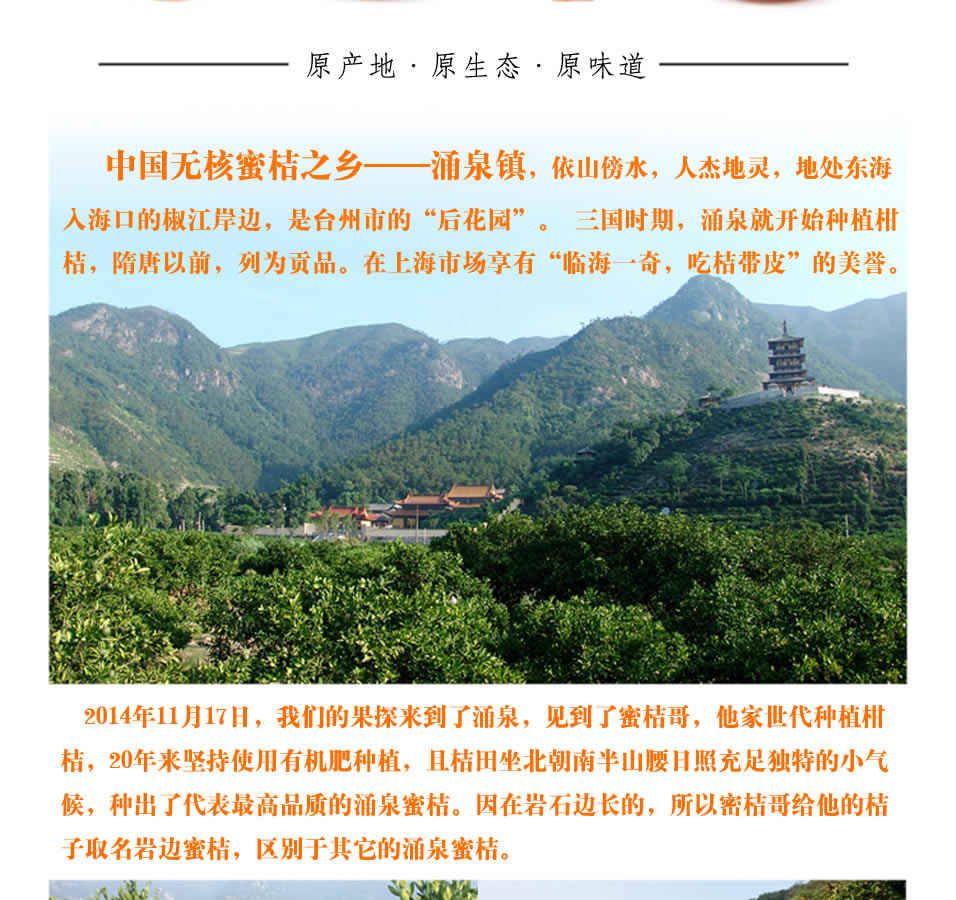 原产地·原生态·原味道
中国无核蜜桔之乡——涌泉镇，依山傍水，人杰地灵，地处东海
入海口的椒江岸边，是台州市的“后花园”。 三国时期，涌泉就开始种植柑
桔，隋唐以前，列为贡品。在上海市场享有“临海一奇，吃桔带皮”的美誉。
2014年11月17日，我们的果探来到了涌泉，见到了蜜桔哥，他家世代种植柑
桔，20年来坚持使用有机肥种植，且桔田坐北朝南半山腰日照充足独特的小气
候，种出了代表最高品质的涌泉蜜桔。因在岩石边长的，所以密桔哥给他的桔
子取名岩边蜜桔，区别于其它的涌泉蜜桔。